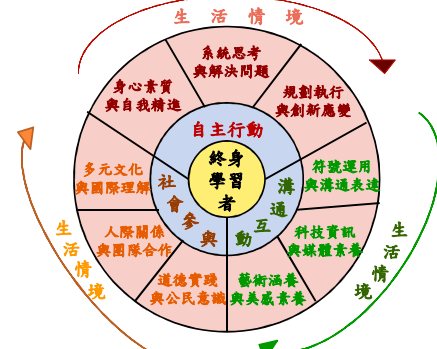 生活情境
系統思考
與解決問題
身心素質
與自我精進
規劃執行
與創新應變
自主行動
終身
學習
者
多元文化
與國際理解
符號運用
與溝通表達
社會參與
溝通互動
人際關係
與團隊合作
科技資訊
與媒體素養
道德實踐
與公民意識
藝術涵養
與美感素養
生活情境
生活情境